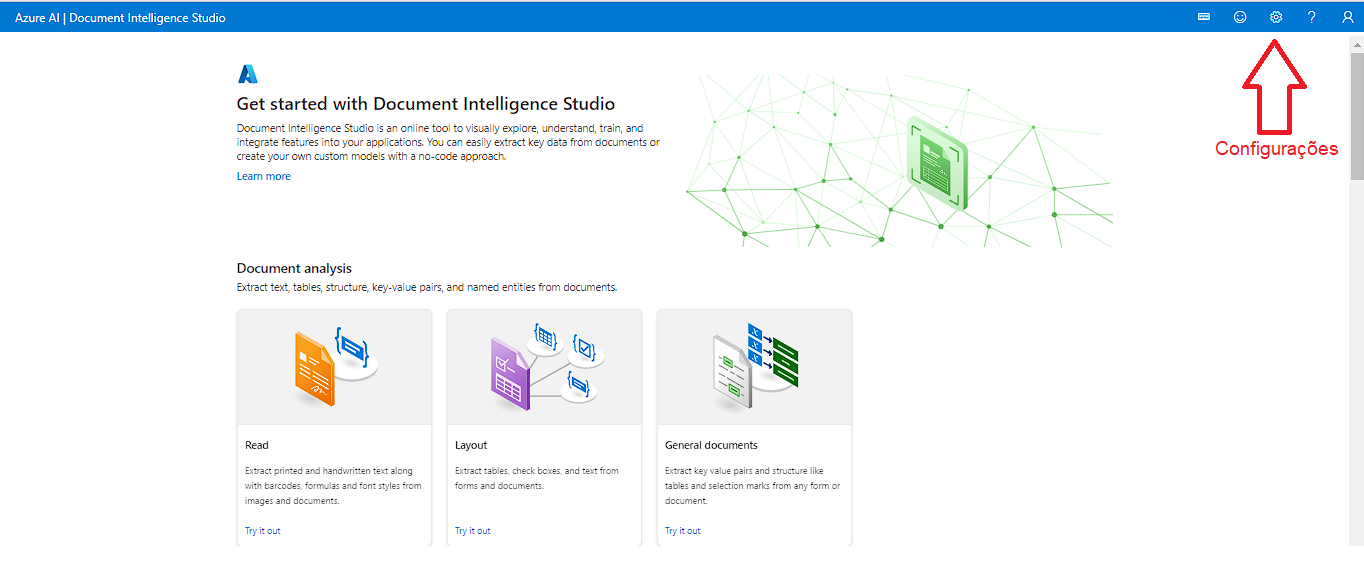 Azure AI | Document Intelligence Studio
Configurações
Get started with Document Intelligence Studio
Document Intelligence Studio is an online tool to visually explore, understand, train, and
integrate features into your applications. You can easily extract key data from documents or
create your own custom models with a no-code approach.
Learn more
Document analysis
Extract text, tables, structure, key-value pairs, and named entities from documents.
Read
Extract printed and handwritten text along
with barcodes, formulas and font styles from
images and documents.
Try it out
Layout
Extract tables, check boxes, and text from
forms and documents.
Try it out
General documents
Extract key value pairs and structure like
tables and selection marks from any form or
document.
Try it out